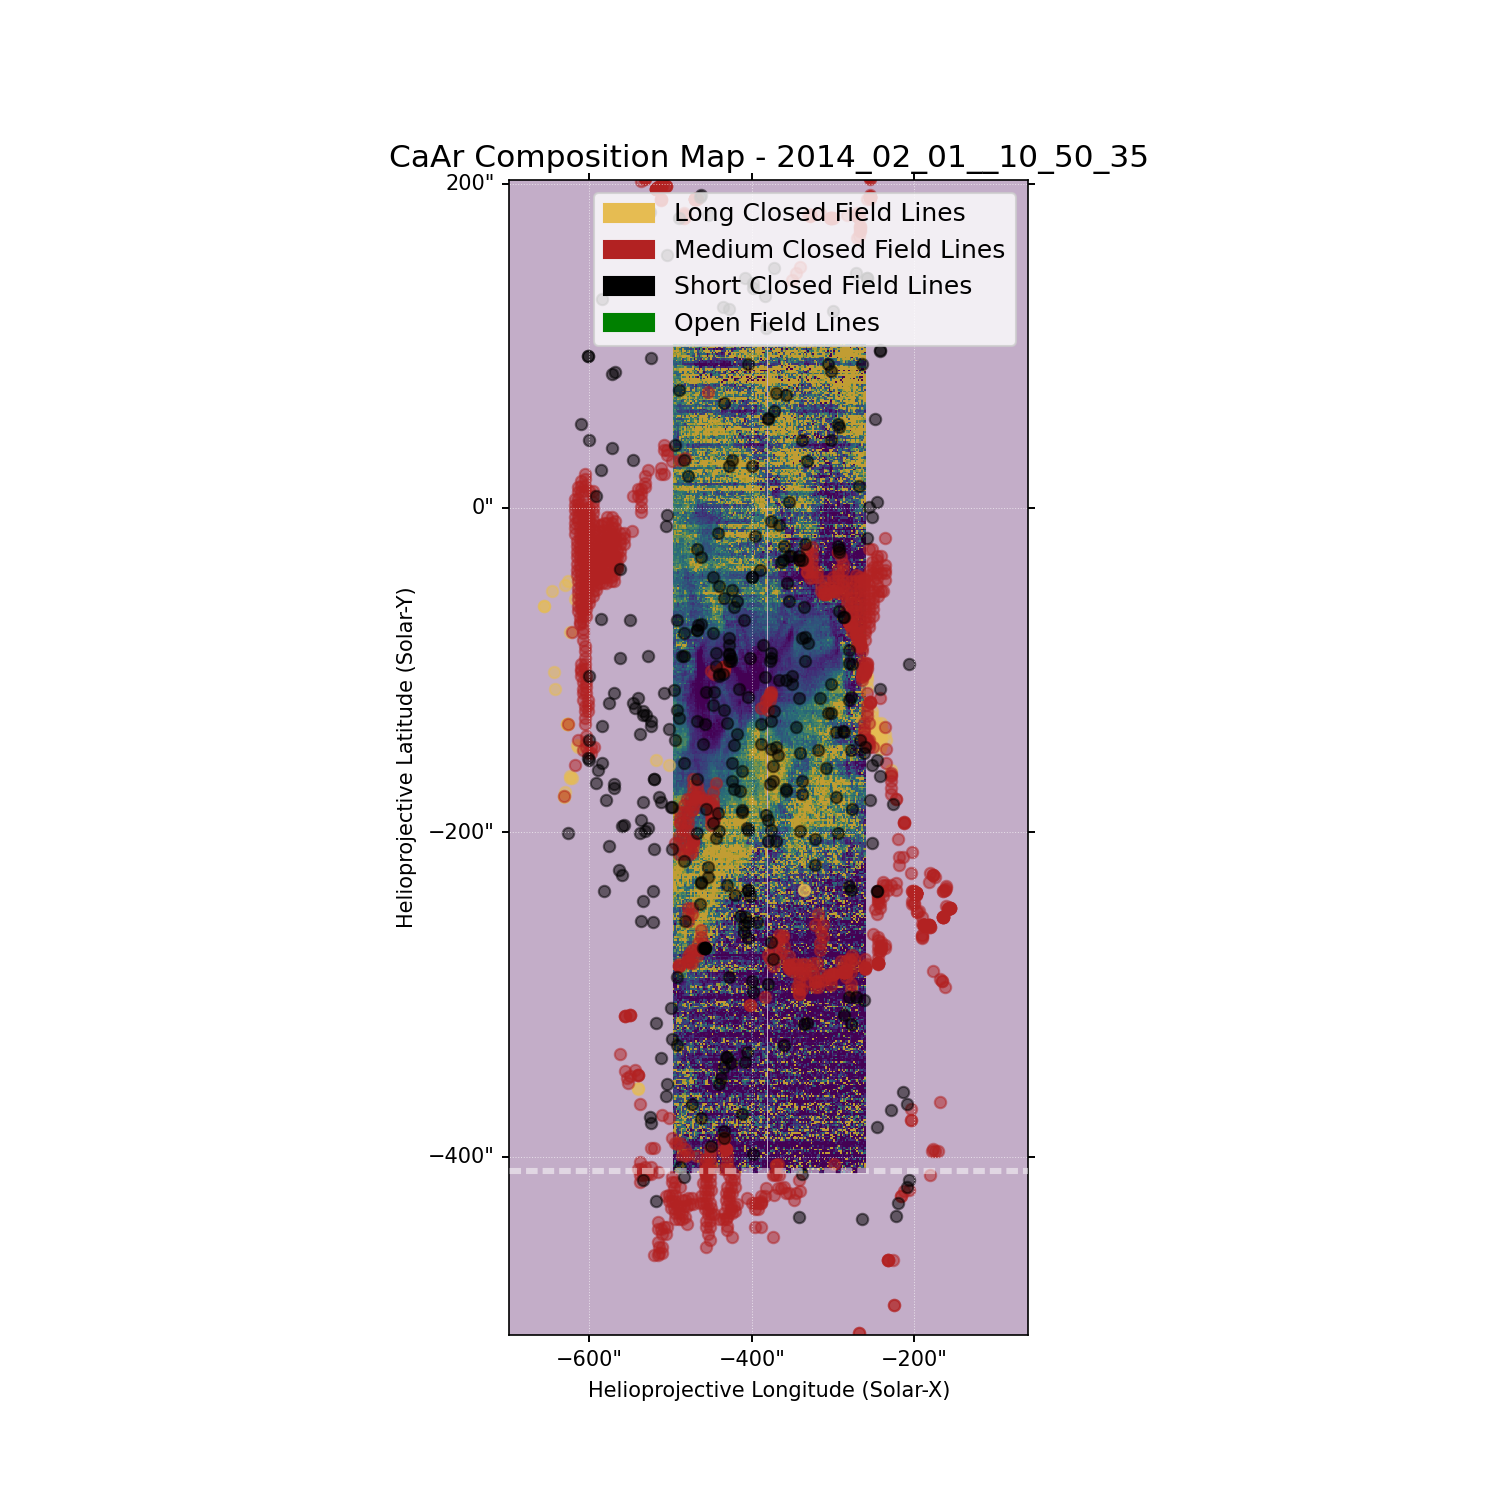 CaAr Composition Map - 2014_02_01__10_50_35
200"
Long Closed Field Lines
Medium Closed Field Lines
Short Closed Field Lines
Open Field Lines
0"
Helioprojective Latitude (Solar-Y)
−200"
−400"
−600"
−400"
−200"
Helioprojective Longitude (Solar-X)